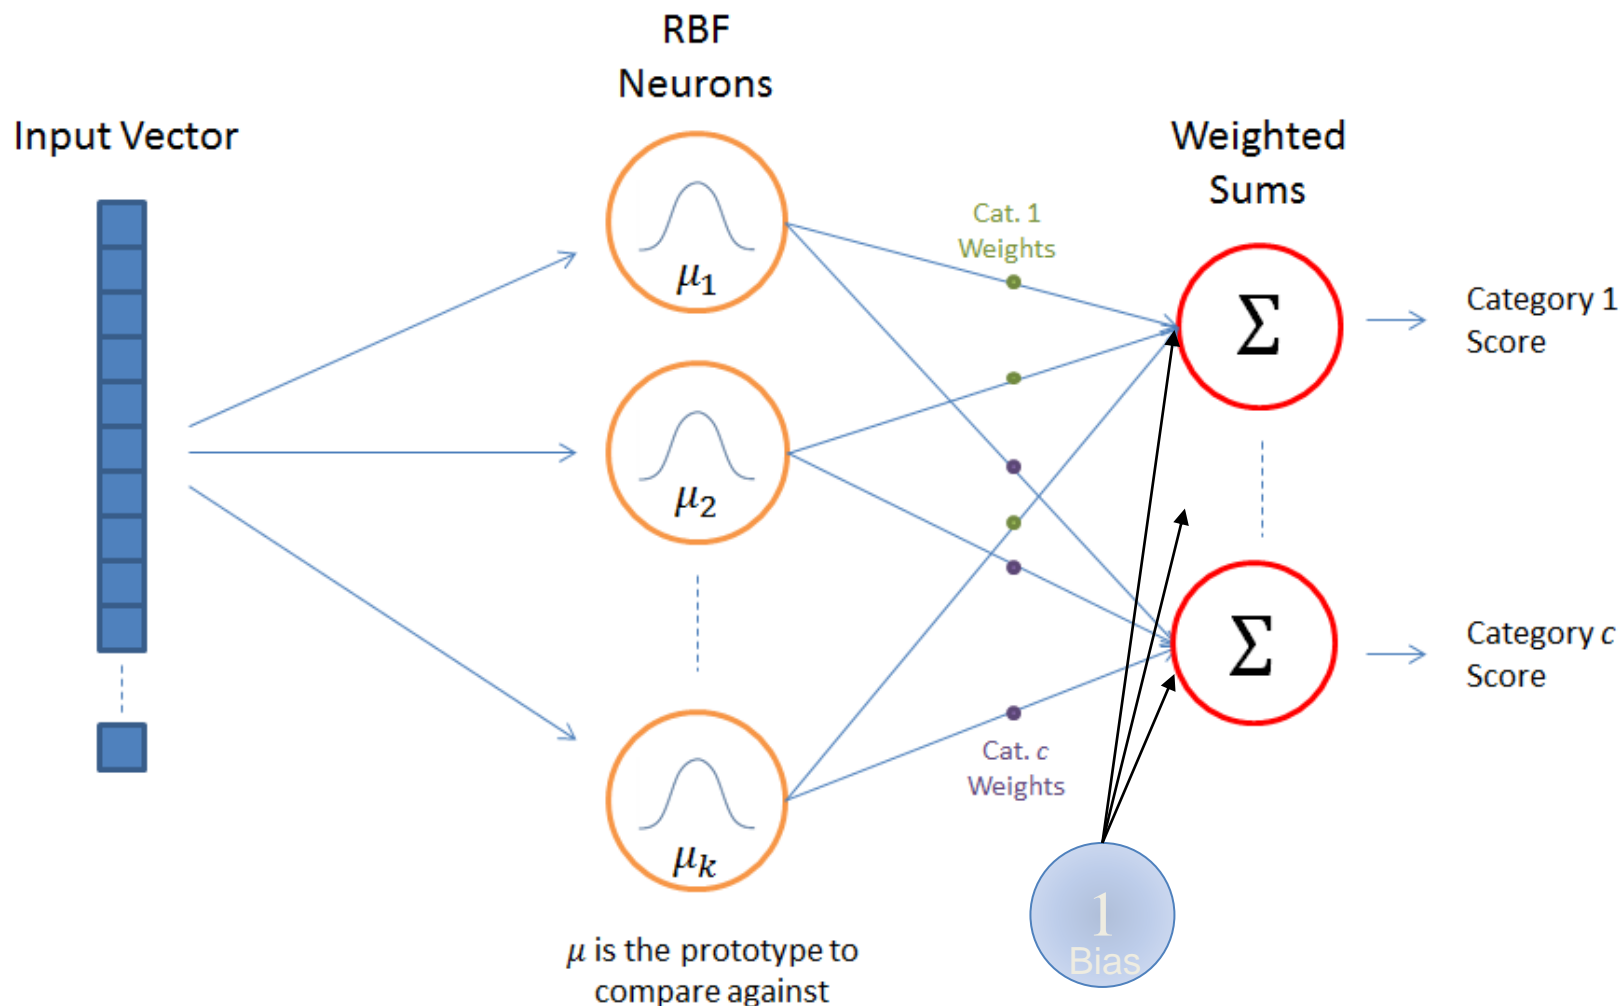 RBF
Neurons
Input Vector
Weighted
Sums
Cat. 1
Weights
μ1
Σ
Category 1
Score
μ2
Σ
Category c
Score
Cat. c
Weights
μk
1
Bias
μ is the prototype to
compare against